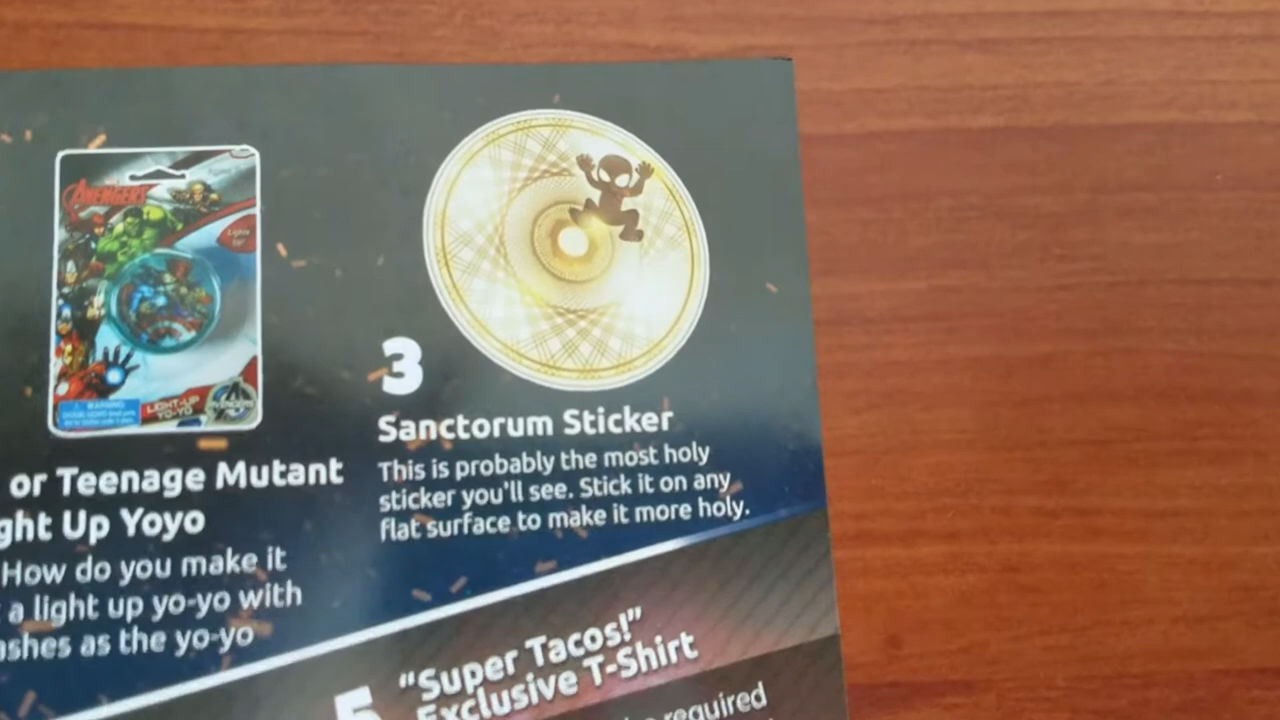 AVENGERS
Lights
Up!
WARNING:
LIGHT-UP
YO-YO
AVENGERS
or Teenage Mutant
ght Up Yoyo
How do you make it
a light up yo-yo with
ashes as the yo-yo
3
Sanctorum Sticker
This is probably the most holy
sticker you'll see. Stick it on any
flat surface to make it more holy.
5
"Super Tacos!"
Exclusive T-Shirt
required